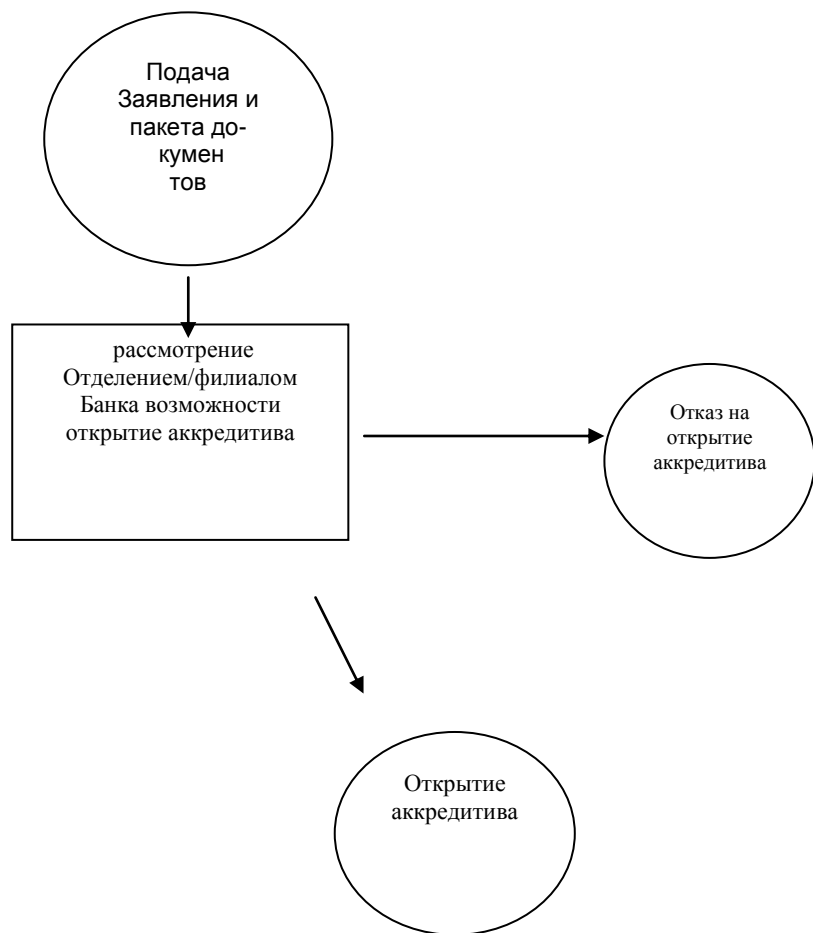 Подача
Заявления и
пакета до-
кумен
тов
рассмотрение
Отделением/филиалом
Банка возможности
открытие аккредитива
Отказ на
открытие
аккредитива
Открытие
аккредитива